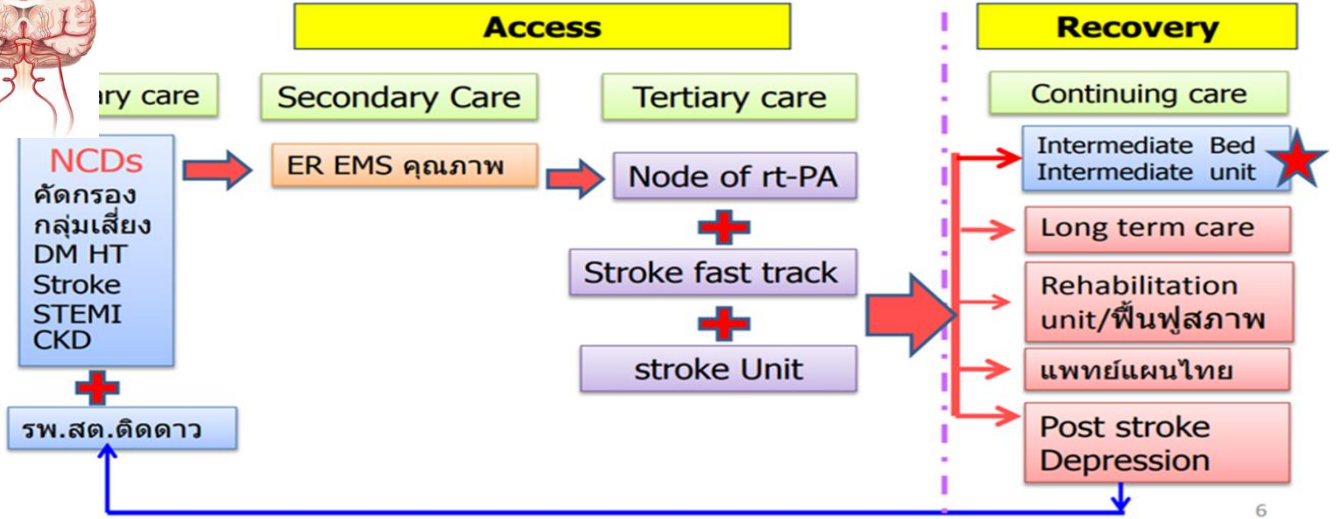 Access
Recovery
ary care
Secondary Care
Tertiary care
Continuing care
NCDs
คัดกรอง
กลุ่มเสี่ยง
DM HT
Stroke
STEMI
CKD
รพ.สต.ติดดาว
ER EMS คุณภาพ
Node of rt-PA
Stroke fast track
stroke Unit
Intermediate Bed
Intermediate unit
Long term care
Rehabilitation
unit/ฟื้นฟูสภาพ
แพทย์แผนไทย
Post stroke
Depression
6